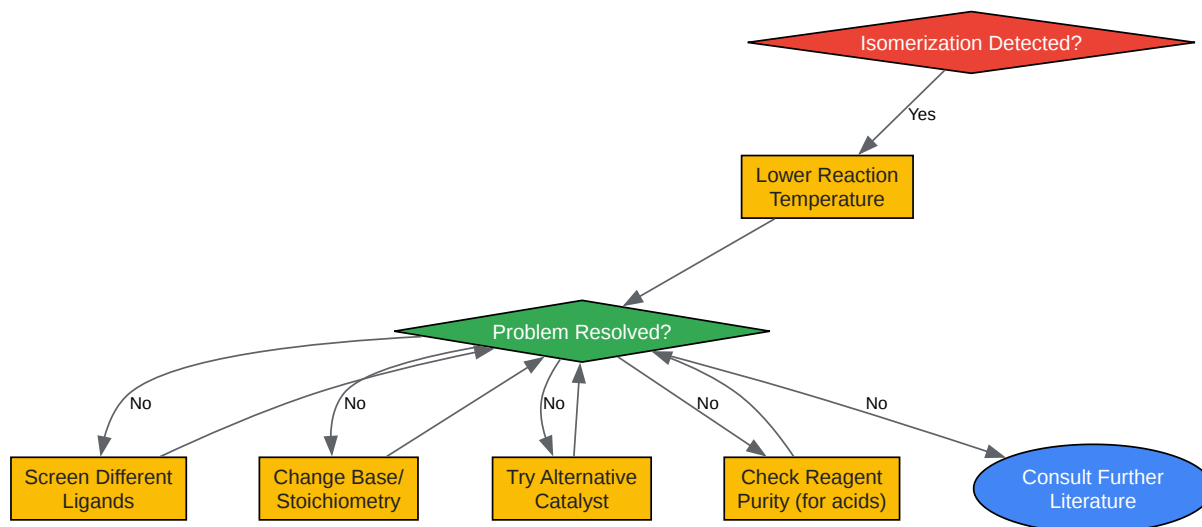 Isomerization Detected?
Yes
Lower Reaction
Temperature
Problem Resolved?
No
No
No
No
No
Screen Different
Ligands
Change Base/
Stoichiometry
Try Alternative
Catalyst
Check Reagent
Purity (for acids)
Consult Further
Literature